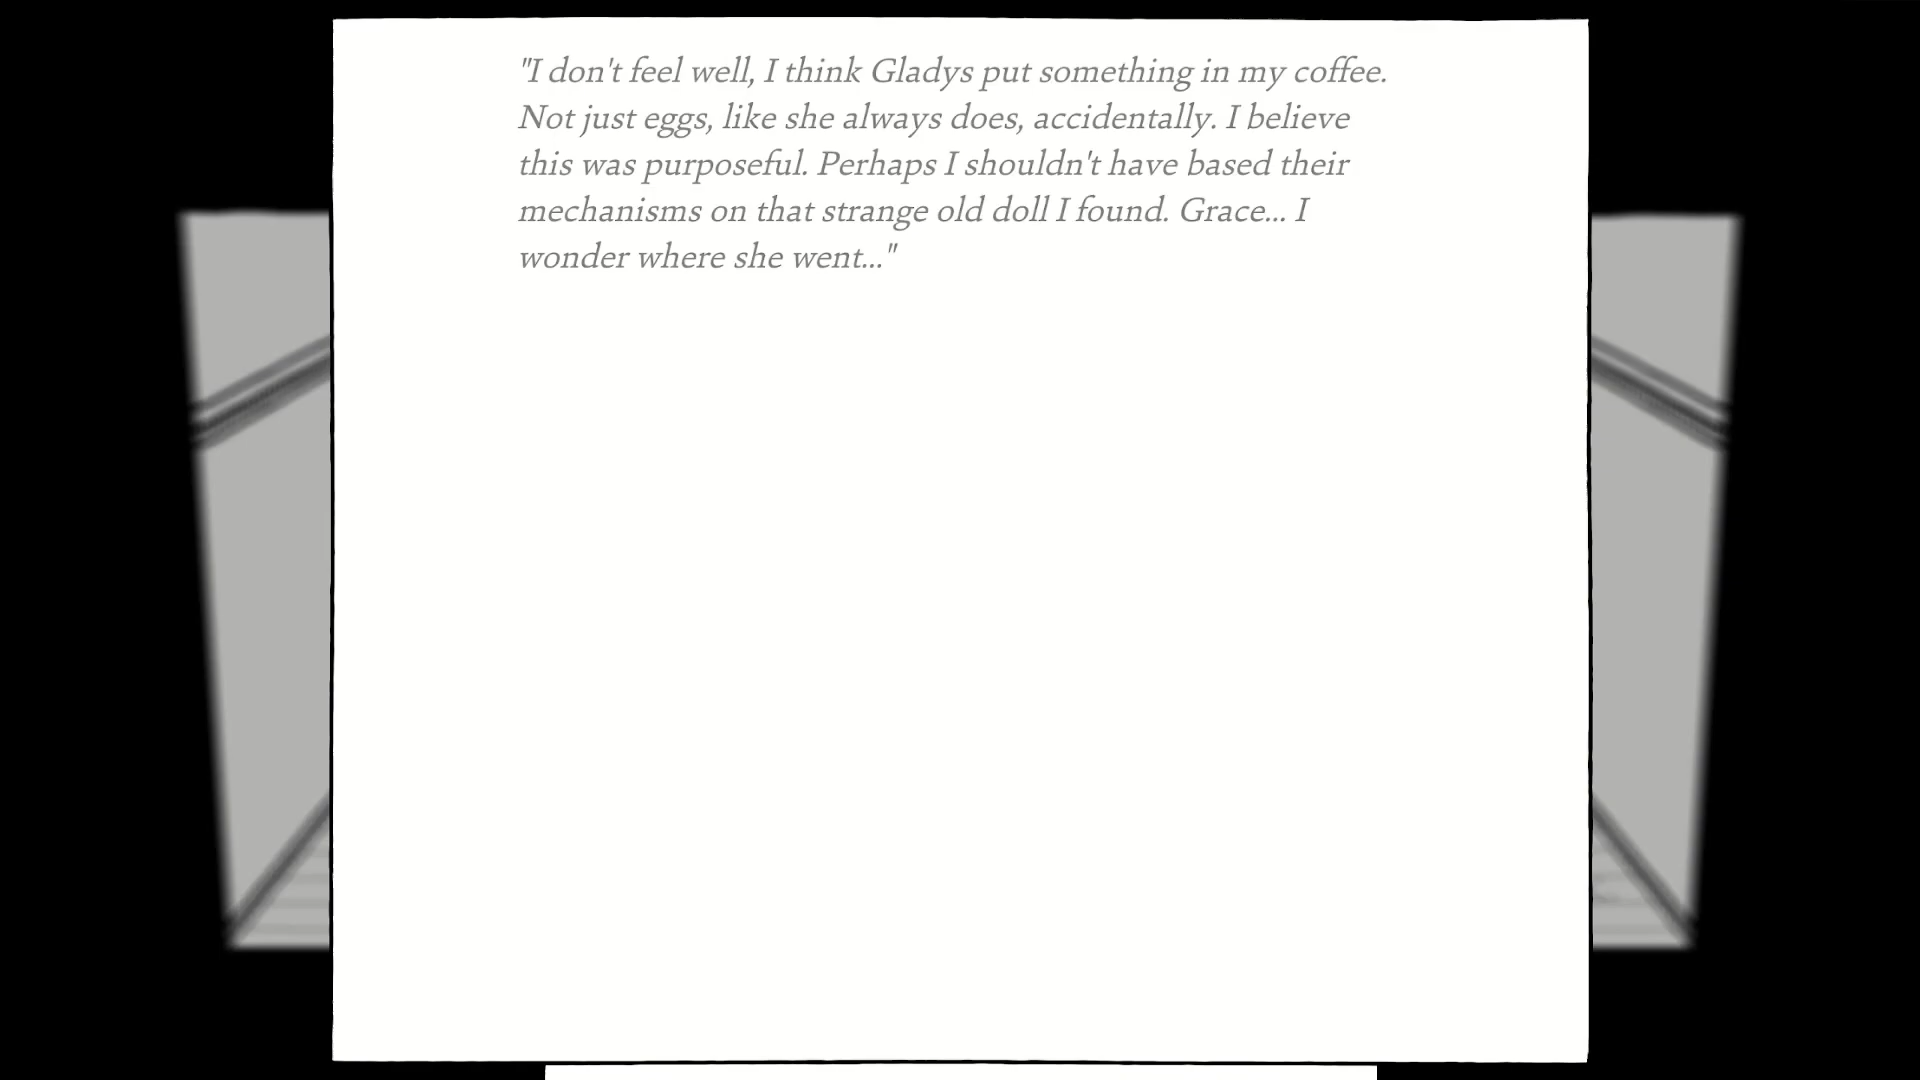 "I don't feel well, I think Gladys put something in my coffee.
Not just eggs, like she always does, accidentally. I believe
this was purposeful. Perhaps I shouldn't have based their
mechanisms on that strange old doll I found. Grace... I
wonder where she went..."